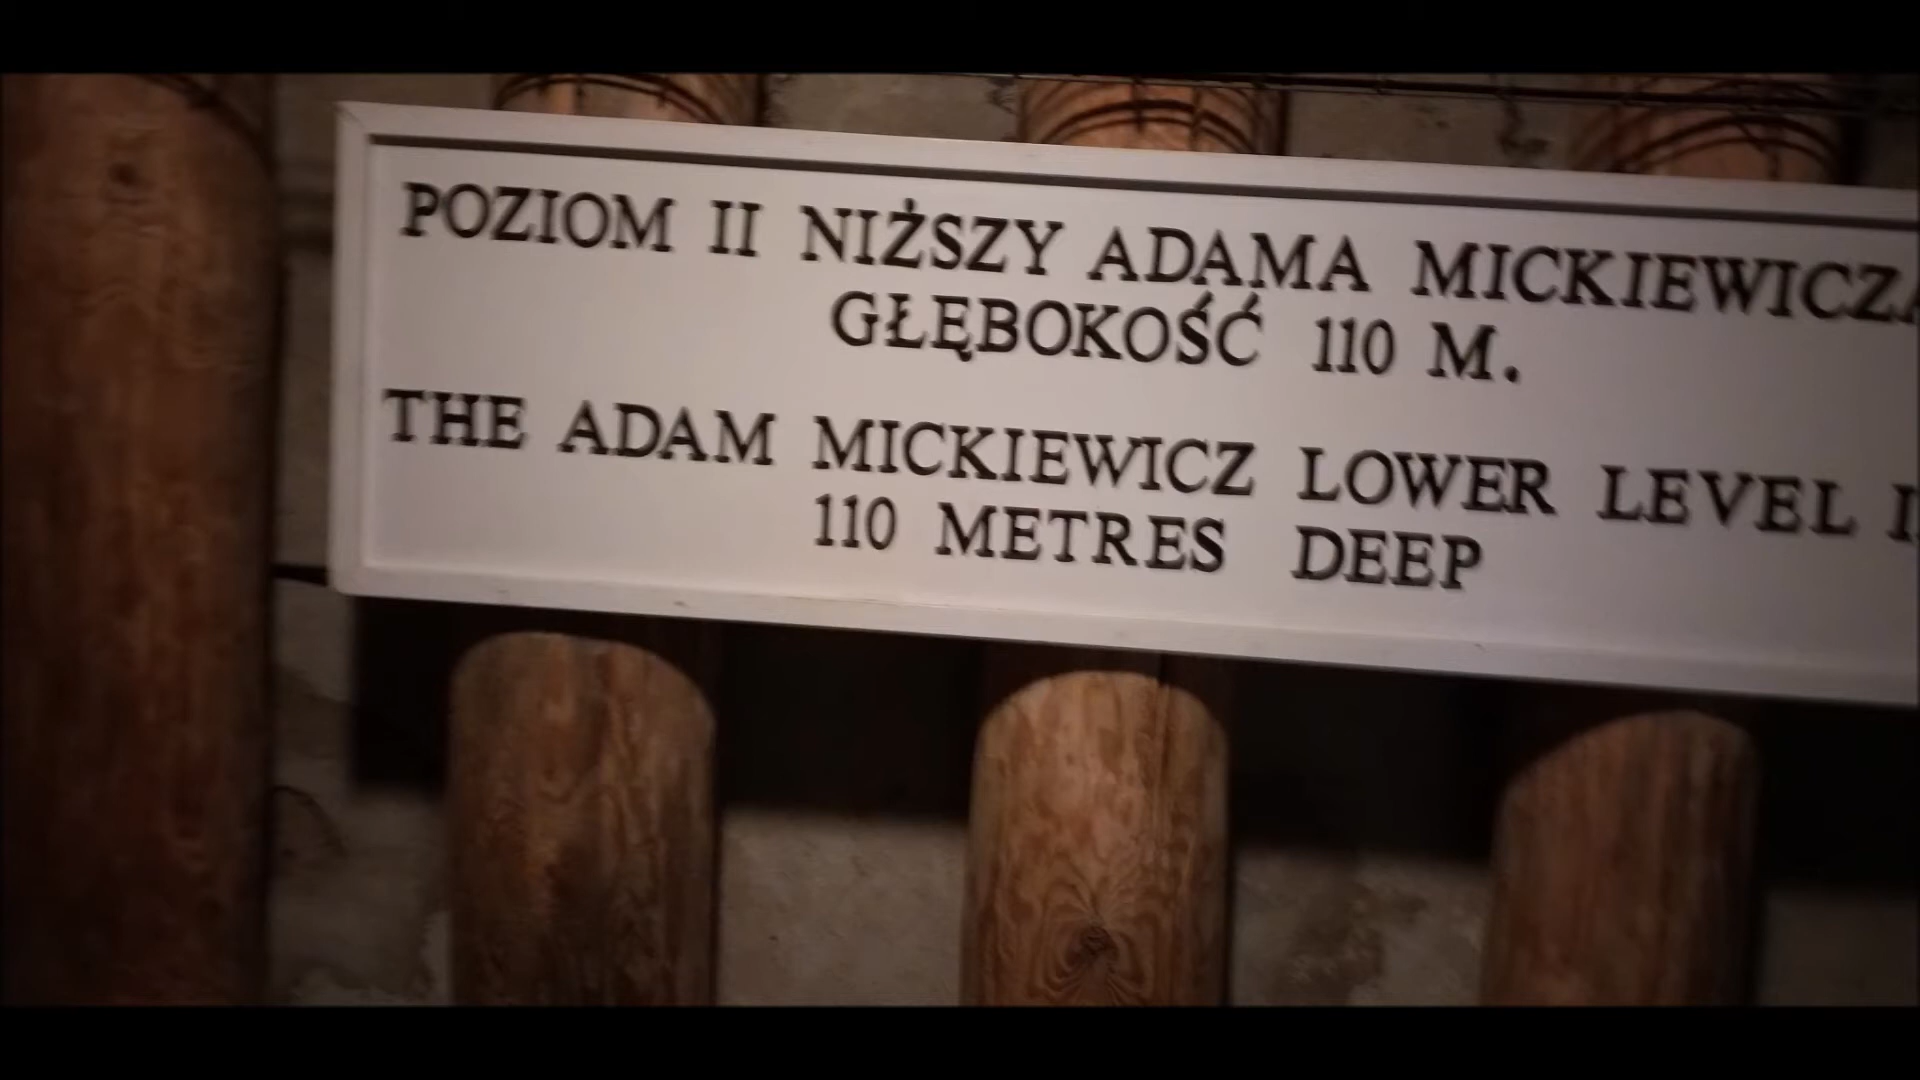 POZIOM II NIŻSZY ADAMA MICKIEWICZA
GŁĘBOKOŚĆ 110 M.
THE ADAM MICKIEWICZ LOWER LEVEL
110 METRES DEEP